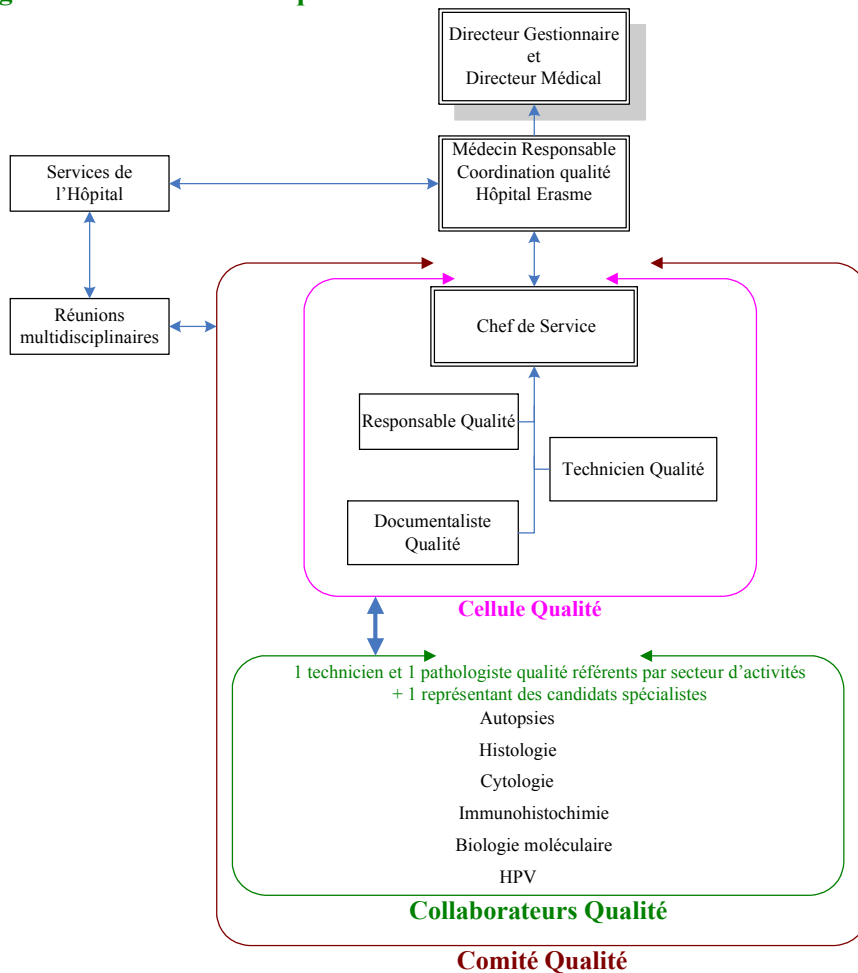 Directeur Gestionnaire
et
Directeur Médical
Médecin Responsable
Coordination qualité
Hôpital Erasme
Services de
l’Hôpital
Réunions
multidisciplinaires
Chef de Service
Responsable Qualité
Technicien Qualité
Documentaliste
Qualité
Cellule Qualité
1 technicien et 1 pathologiste qualité référents par secteur d’activités
+ 1 représentant des candidats spécialistes
Autopsies
Histologie
Cytologie
Immunohistochimie
Biologie moléculaire
HPV
Collaborateurs Qualité
Comité Qualité